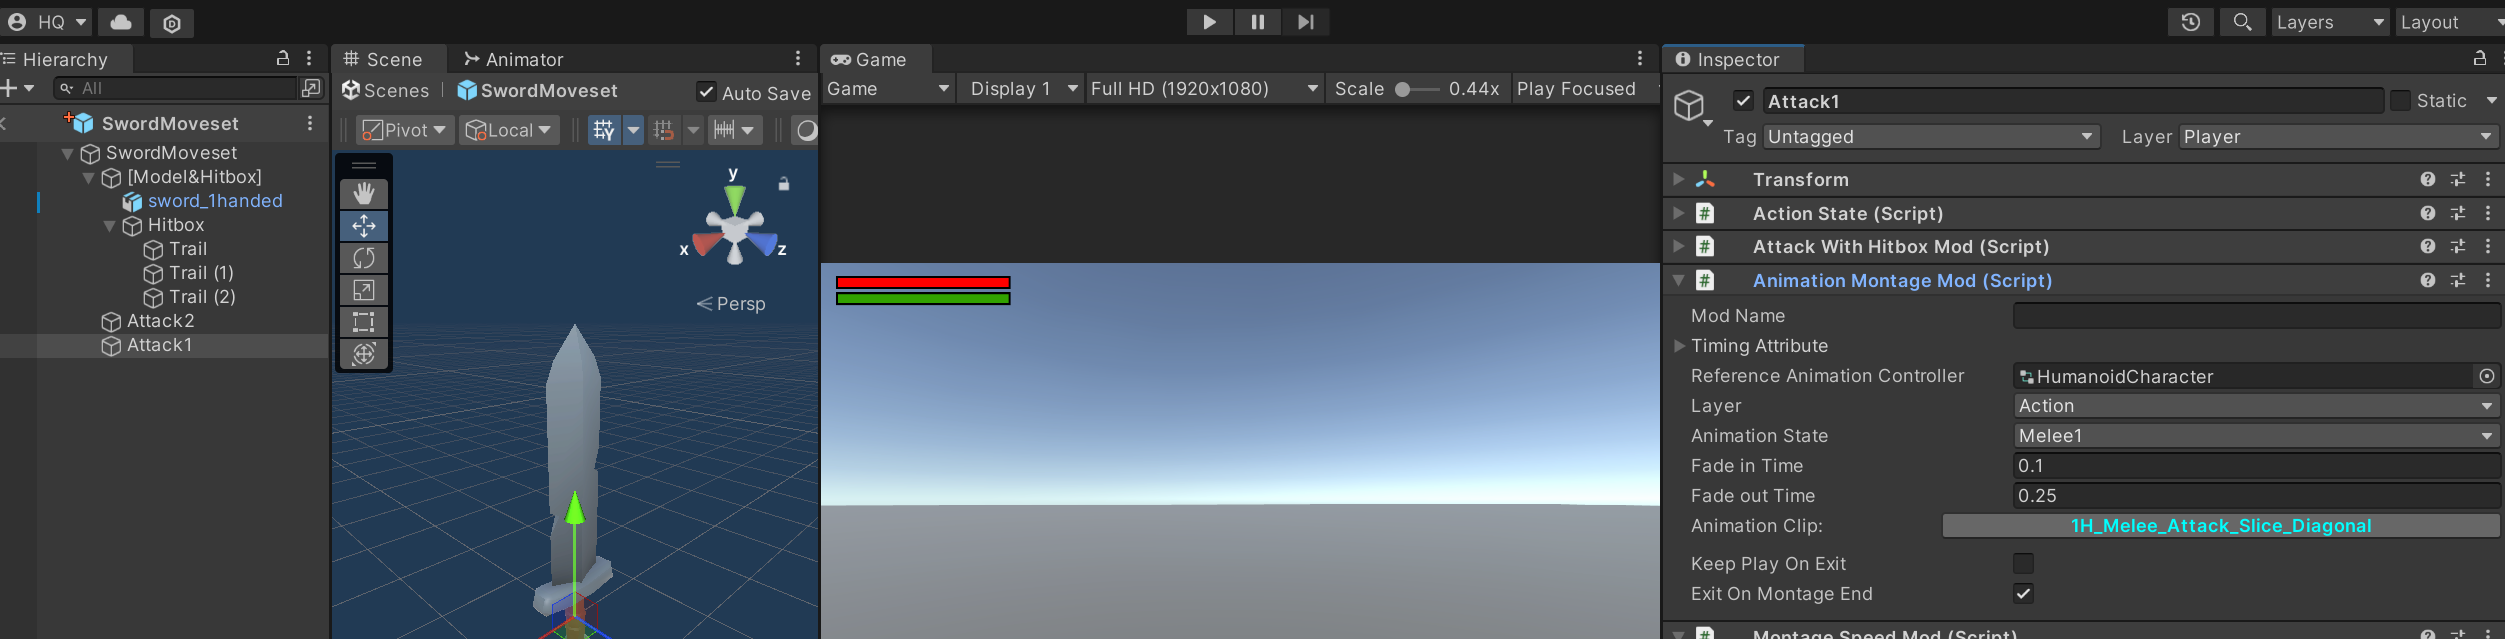 HQ
Layers
Layout
Hierarchy
All
SwordMoveset
SwordMoveset
[Model&Hitbox]
sword_1handed
Hitbox
Trail
Trail (1)
Trail (2)
Attack2
Attack1
Scene
Animator
Scenes
SwordMoveset
Auto Save
Pivot
Local
y
x
z
Persp
Game
Game
Display 1
Full HD (1920x1080)
Scale
0.44x
Play Focused
Inspector
Attack1
Static
Tag
Untagged
Layer
Player
Transform
Action State (Script)
Attack With Hitbox Mod (Script)
Animation Montage Mod (Script)
Mod Name
Timing Attribute
Reference Animation Controller
HumanoidCharacter
Layer
Action
Animation State
Melee1
Fade in Time
0.1
Fade out Time
0.25
Animation Clip:
1H_Melee_Attack_Slice_Diagonal
Keep Play On Exit
Exit On Montage End
Montage Speed Mod (Script)